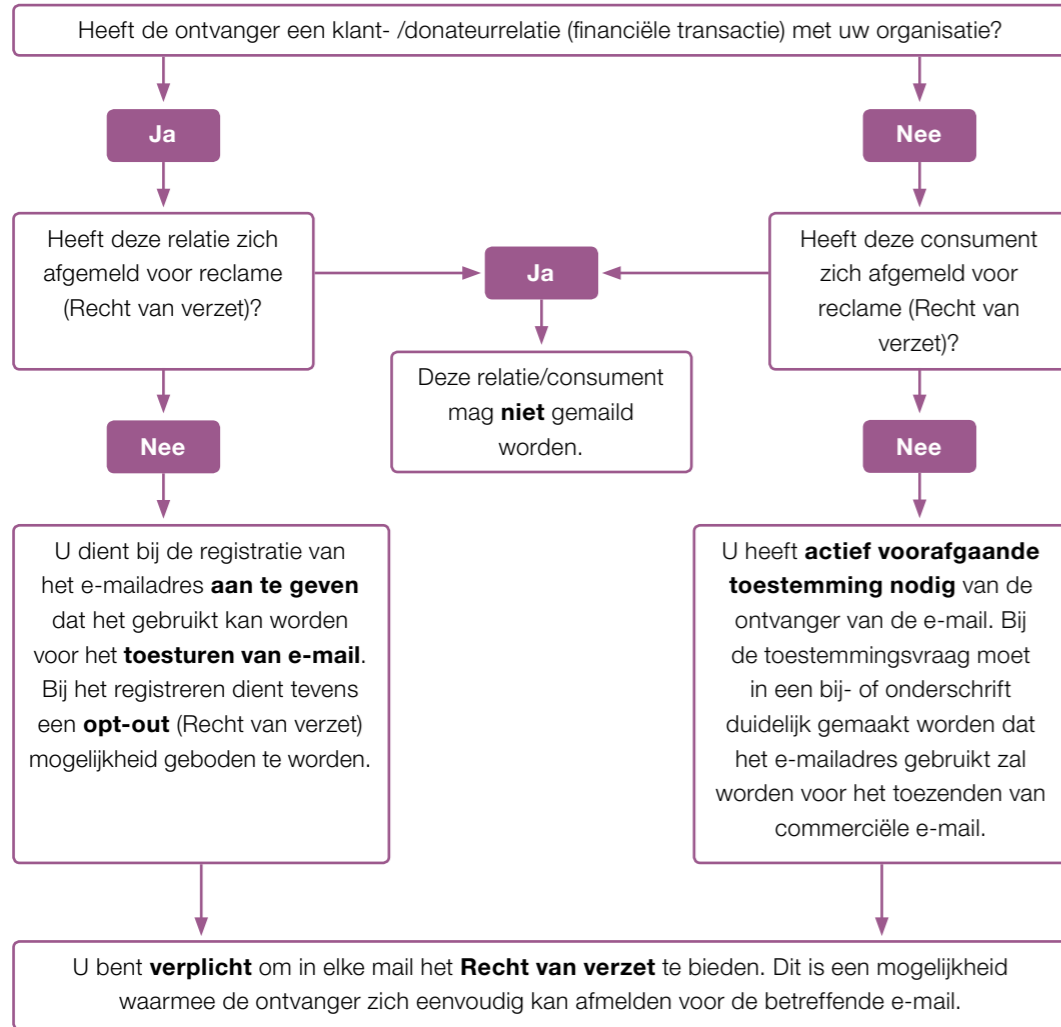 Heeft de ontvanger een klant- /donateurrelatie (financiële transactie) met uw organisatie?
Ja
Nee
Heeft deze relatie zich
afgemeld voor reclame
(Recht van verzet)?
Ja
Heeft deze consument
zich afgemeld voor
reclame (Recht van
verzet)?
Deze relatie/consument
mag niet gemaild
worden.
Nee
Nee
U dient bij de registratie van
het e-mailadres aan te geven
dat het gebruikt kan worden
voor het toesturen van e-mail.
Bij het registreren dient tevens
een opt-out (Recht van verzet)
mogelijkheid geboden te worden.
U heeft actief voorafgaande
toestemming nodig van de
ontvanger van de e-mail. Bij
de toestemmingsvraag moet
in een bij- of onderschrift
duidelijk gemaakt worden dat
het e-mailadres gebruikt zal
worden voor het toezenden van
commerciële e-mail.
U bent verplicht om in elke mail het Recht van verzet te bieden. Dit is een mogelijkheid
waarmee de ontvanger zich eenvoudig kan afmelden voor de betreffende e-mail.